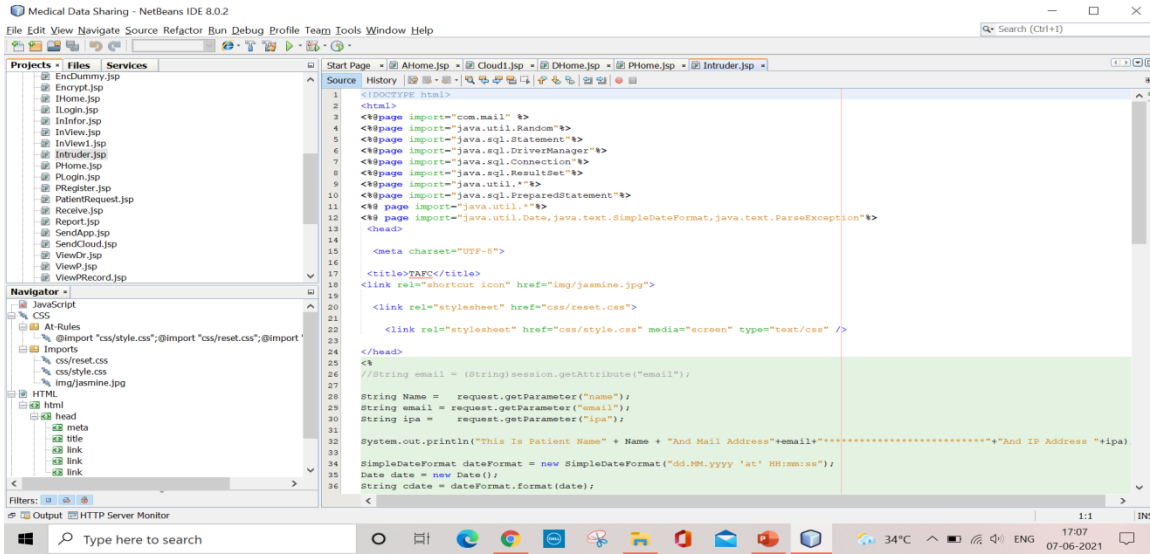 Medical Data Sharing - NetBeans IDE 8.0.2
File Edit View Navigate Source Refactor Run Debug Profile Team Tools Window Help
Search (Ctrl+I)
Projects × Files Services
Start Page × AHome.jsp × Cloud1.jsp × DHome.jsp × PHome.jsp × Intruder.jsp ×
Source History
EncDummy.jsp
Encrypt.jsp
IHome.jsp
ILogin.jsp
InInfor.jsp
InView.jsp
InView1.jsp
Intruder.jsp
PHome.jsp
PLogin.jsp
PRegister.jsp
PatientRequest.jsp
Receive.jsp
Report.jsp
SendApp.jsp
SendCloud.jsp
ViewDr.jsp
ViewP.jsp
ViewPRecord.jsp
Navigator ×
JavaScript
CSS
At-Rules
@import "css/style.css";@import "css/reset.css";@import '
Imports
css/reset.css
css/style.css
img/jasmine.jpg
HTML
html
head
meta
title
link
link
link
Filters:
1 <!DOCTYPE html>
2 <html>
3 <%@page import="com.mail" %>
4 <%@page import="java.util.Random"%>
5 <%@page import="java.sql.Statement"%>
6 <%@page import="java.sql.DriverManager"%>
7 <%@page import="java.sql.Connection"%>
8 <%@page import="java.sql.ResultSet"%>
9 <%@page import="java.util.*"%>
10 <%@page import="java.sql.PreparedStatement"%>
11 <%@ page import="java.util.*"%>
12 <%@ page import="java.util.Date,java.text.SimpleDateFormat,java.text.ParseException"%>
13 <head>
14
15 <meta charset="UTF-8">
16
17 <title>TAFC</title>
18 <link rel="shortcut icon" href="img/jasmine.jpg">
19
20 <link rel="stylesheet" href="css/reset.css">
21
22 <link rel="stylesheet" href="css/style.css" media="screen" type="text/css" />
23
24 </head>
25 <%
26 //String email = (String)session.getAttribute("email");
27
28 String Name = request.getParameter("name");
29 String email = request.getParameter("email");
30 String ipa = request.getParameter("ipa");
31
32 System.out.println("This Is Patient Name" + Name + "And Mail Address"+email+"***************************"+"And IP Address "+ipa)
33
34 SimpleDateFormat dateFormat = new SimpleDateFormat("dd.MM.yyyy 'at' HH:mm:ss");
35 Date date = new Date();
36 String cdate = dateFormat.format(date);
Output HTTP Server Monitor
1:1 INS
Type here to search
34°C ENG
17:07
07-06-2021